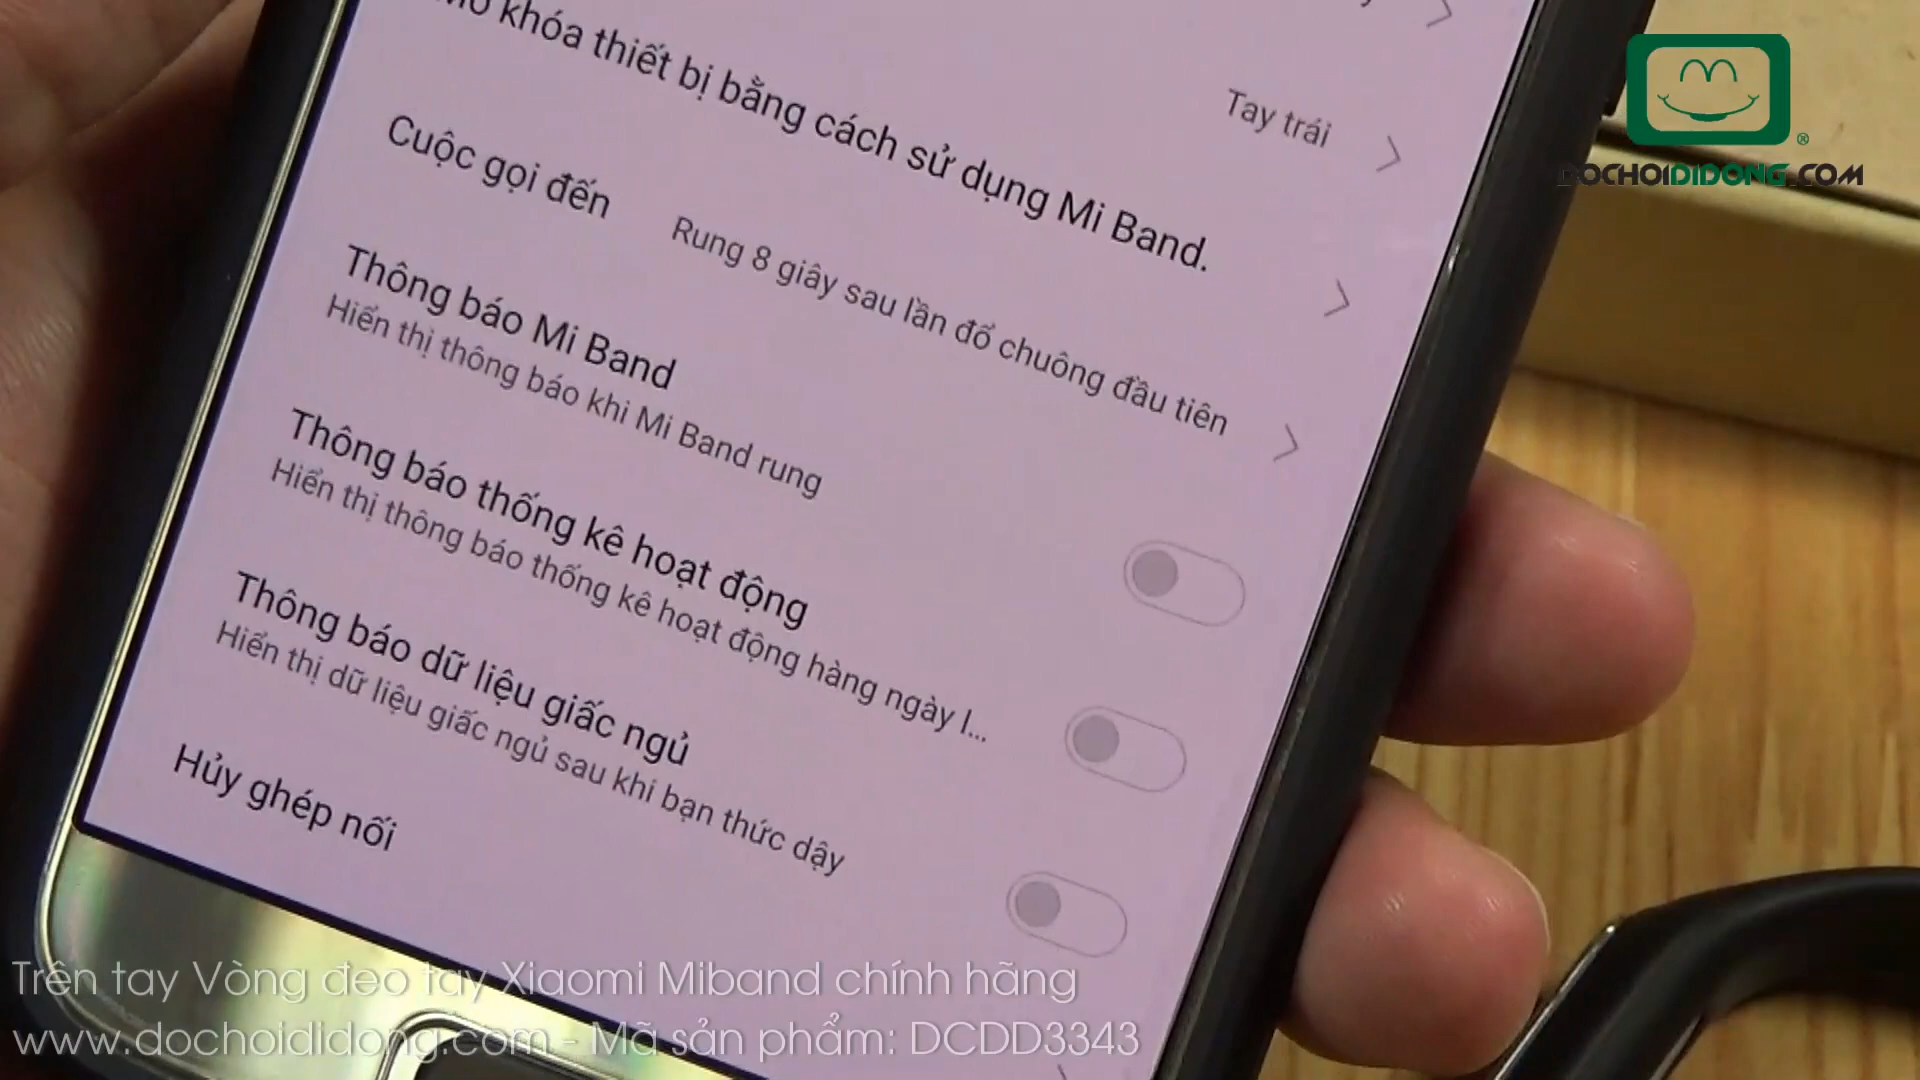 Tay trái
Mở khóa thiết bị bằng cách sử dụng Mi Band.
Cuộc gọi đến
Rung 8 giây sau lần đổ chuông đầu tiên
Thông báo Mi Band
Hiển thị thông báo khi Mi Band rung
Thông báo thống kê hoạt động
Hiển thị thông báo thống kê hoạt động hàng ngày l...
Thông báo dữ liệu giấc ngủ
Hiển thị dữ liệu giấc ngủ sau khi bạn thức dậy
Hủy ghép nối
DOCHOIDIDONG.COM
®
Trên tay Vòng đeo tay Xiaomi Miband chính hãng
www.dochoididong.com - Mã sản phẩm: DCDD3343